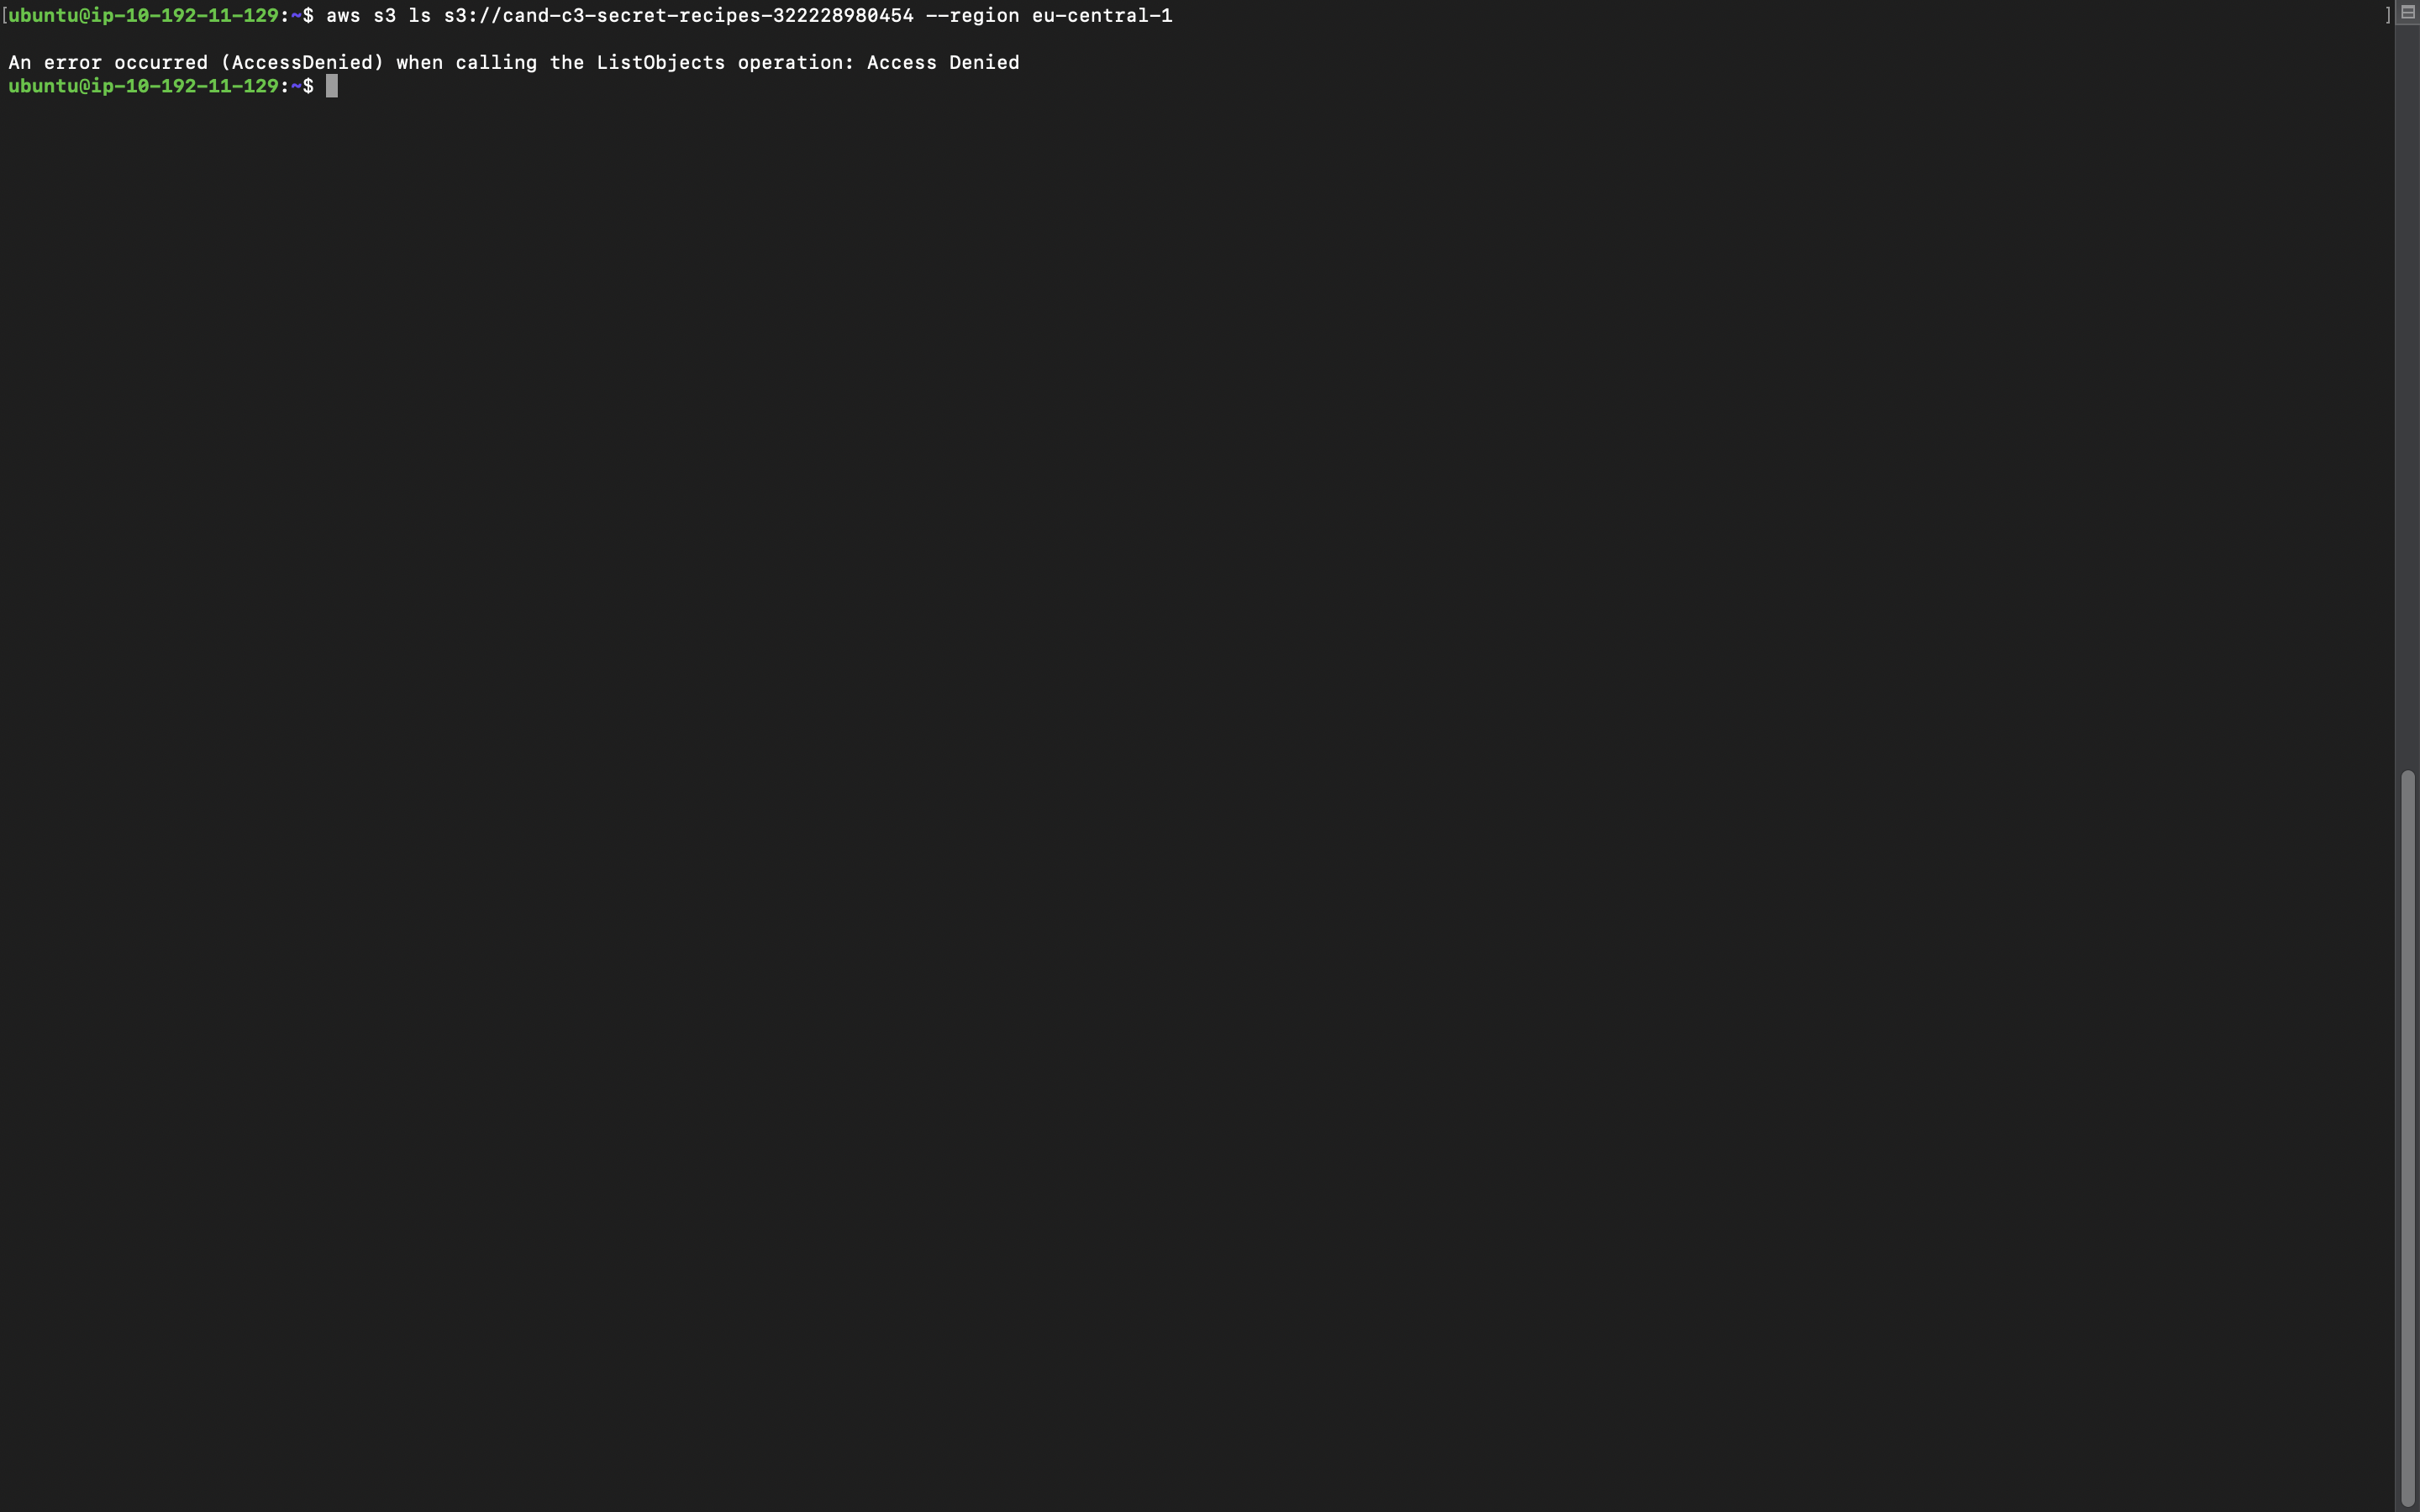 [ubuntu@ip-10-192-11-129:~$ aws s3 ls s3://cand-c3-secret-recipes-322228980454 --region eu-central-1 ]
An error occurred (AccessDenied) when calling the ListObjects operation: Access Denied
ubuntu@ip-10-192-11-129:~$